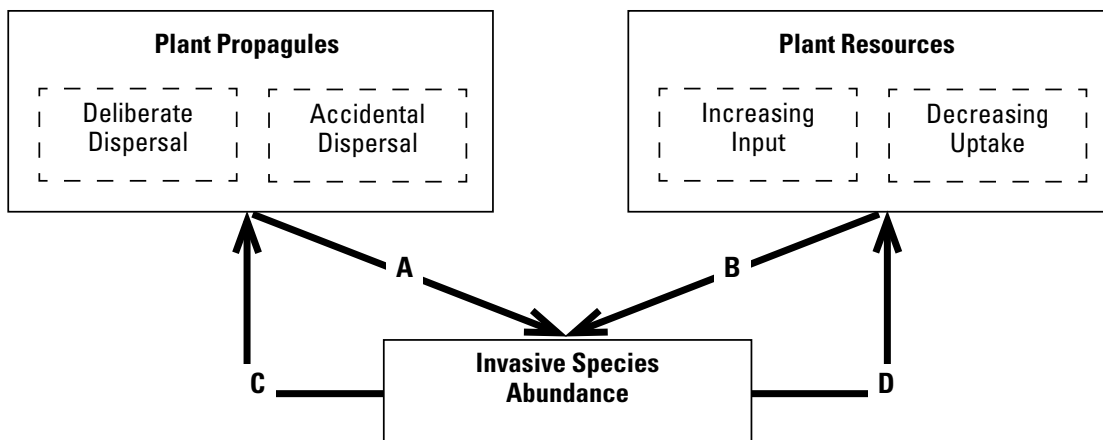 Plant Propagules
Deliberate
Dispersal
Accidental
Dispersal
Plant Resources
Increasing
Input
Decreasing
Uptake
A
B
C
D
Invasive Species
Abundance